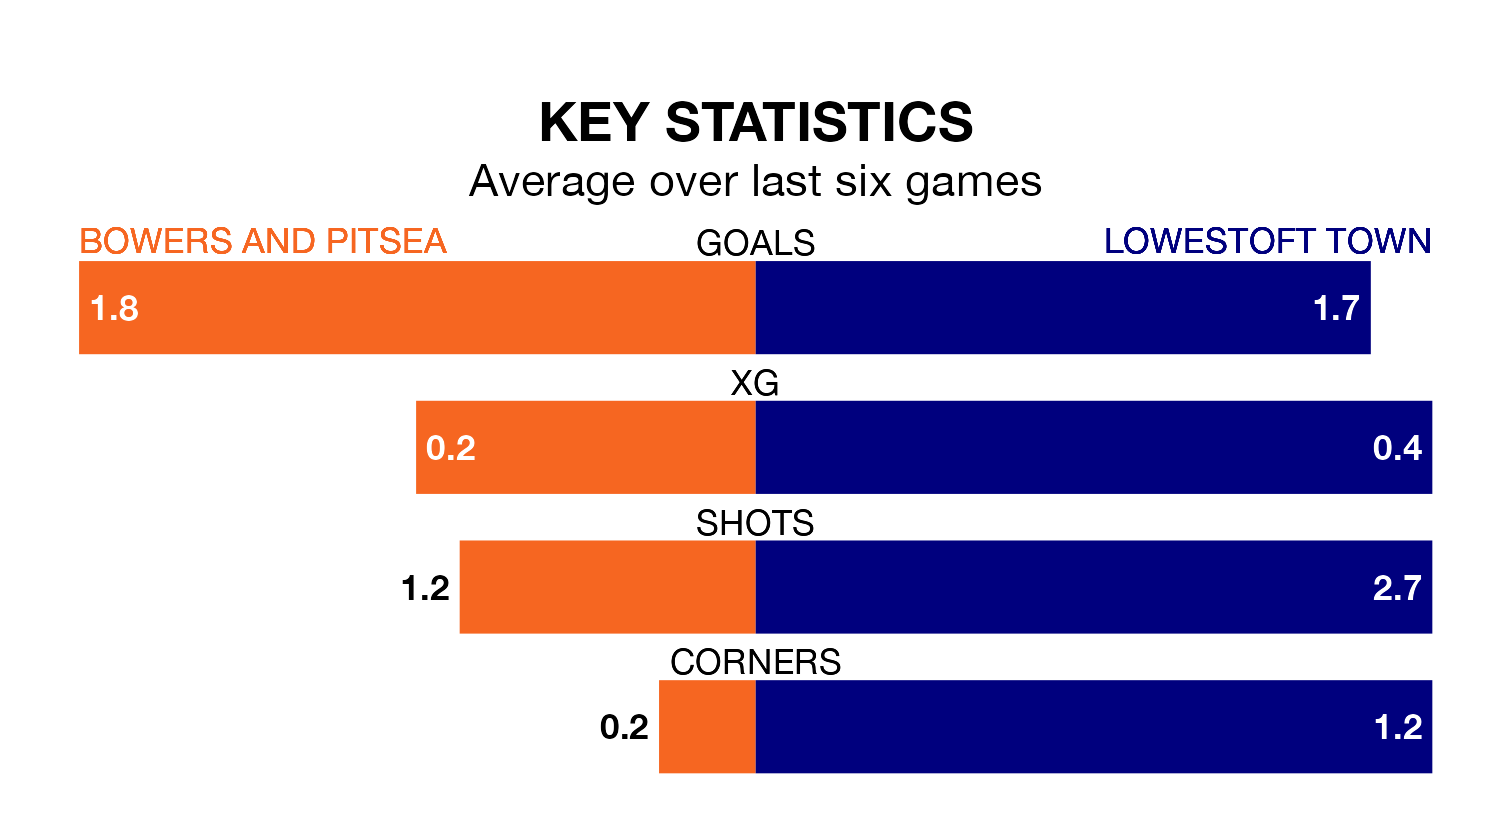 KEY STATISTICS
Average over last six games
BOWERS AND PITSEA GOALS LOWESTOFT TOWN
1.8 1.7
XG
0.2 0.4
SHOTS
1.2 2.7
CORNERS
0.2 1.2